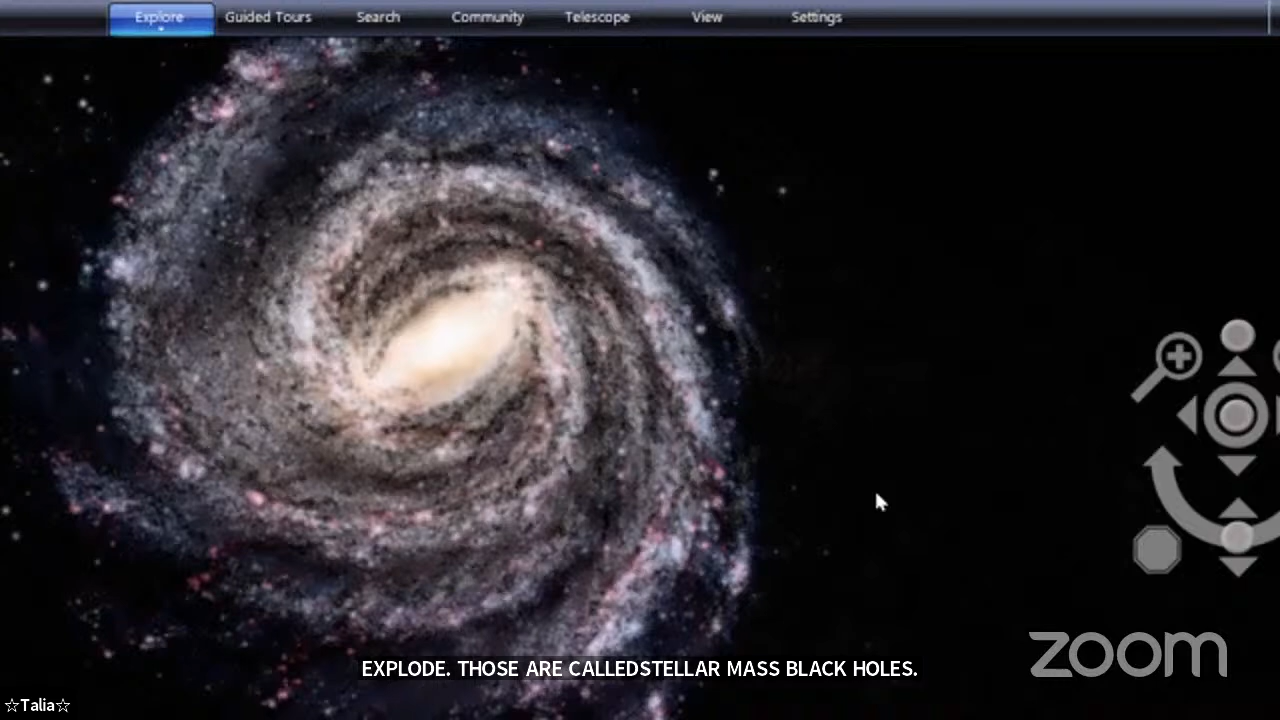 Explore
Guided Tours
Search
Community
Telescope
View
Settings
EXPLODE. THOSE ARE CALLEDSTELLAR MASS BLACK HOLES.
zoom
☆Talia☆